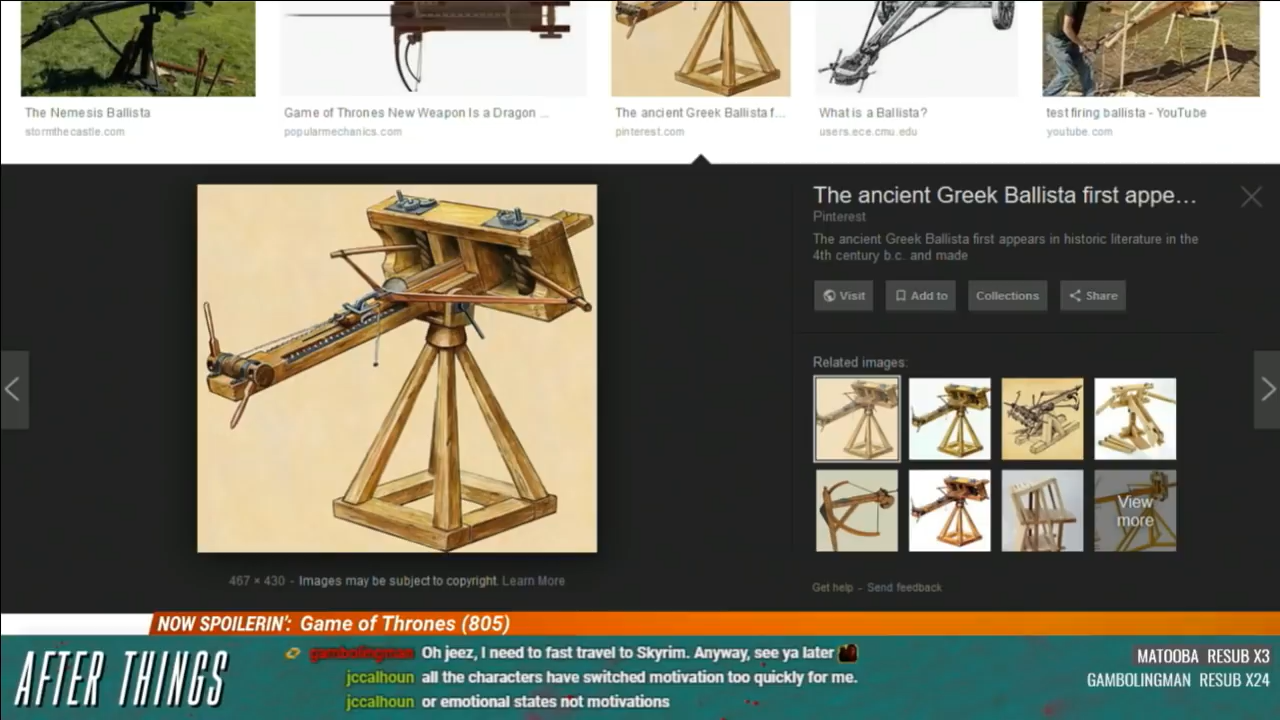 The Nemesis Ballista
stormthecastle.com
Game of Thrones New Weapon Is a Dragon ...
popularmechanics.com
The ancient Greek Ballista f...
pinterest.com
What is a Ballista?
users.ece.cmu.edu
test firing ballista - YouTube
youtube.com
The ancient Greek Ballista first appe...
Pinterest
The ancient Greek Ballista first appears in historic literature in the
4th century b.c. and made
Visit
Add to
Collections
Share
Related images:
View
more
467 × 430 - Images may be subject to copyright. Learn More
Get help - Send feedback
NOW SPOILERIN': Game of Thrones (805)
AFTER THINGS
gambolingman Oh jeez, I need to fast travel to Skyrim. Anyway, see ya later
jccalhoun all the characters have switched motivation too quickly for me.
jccalhoun or emotional states not motivations
MATOOBA RESUB X3
GAMBOLINGMAN RESUB X24